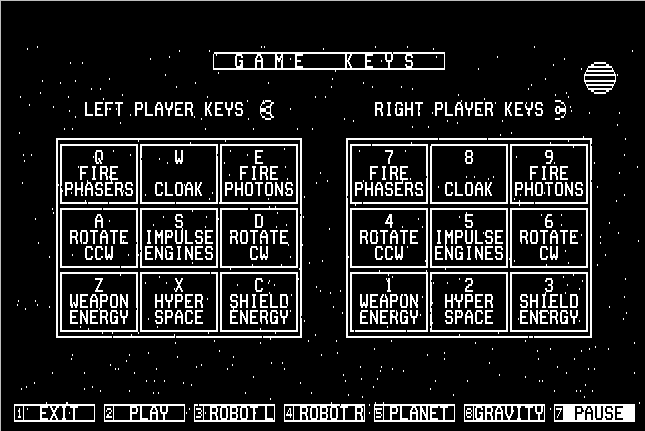 GAME KEYS
LEFT PLAYER KEYS
RIGHT PLAYER KEYS
Q W E 7 8 9
FIRE FIRE FIRE FIRE
PHASERS CLOAK PHOTONS PHASERS CLOAK PHOTONS
A S D 4 5 6
ROTATE IMPULSE ROTATE ROTATE IMPULSE ROTATE
CCW ENGINES CW CCW ENGINES CW
Z X C 1 2 3
WEAPON HYPER SHIELD WEAPON HYPER SHIELD
ENERGY SPACE ENERGY ENERGY SPACE ENERGY
1 EXIT 2 PLAY 3 ROBOT L 4 ROBOT R 5 PLANET 6 GRAVITY 7 PAUSE